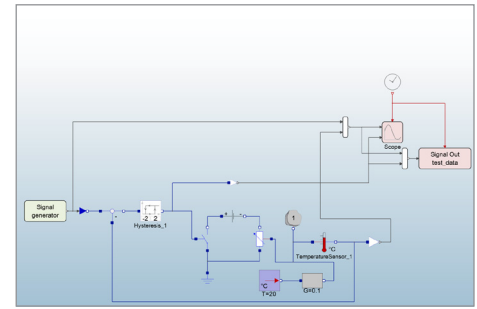 Scope
Signal Out
test_data
Signal
generator
-2 2
Hysteresis_1
1
°C
TemperatureSensor_1
°C
T=20
G=0.1